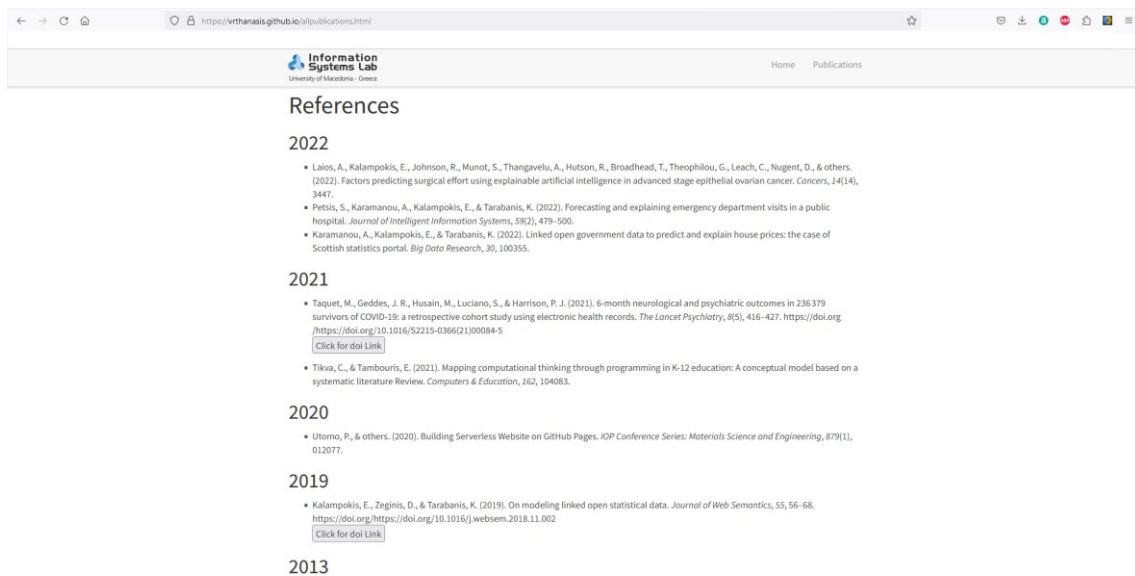 https://vrthanasis.github.io/allpublications.html
Information
Systems Lab
University of Macedonia - Greece
Home Publications
References
2022
Laios, A., Kalampokis, E., Johnson, R., Munot, S., Thangavelu, A., Hutson, R., Broadhead, T., Theophilou, G., Leach, C., Nugent, D., & others.
(2022). Factors predicting surgical effort using explainable artificial intelligence in advanced stage epithelial ovarian cancer. Cancers, 14(14),
3447.
Petsis, S., Karamanou, A., Kalampokis, E., & Tarabanis, K. (2022). Forecasting and explaining emergency department visits in a public
hospital. Journal of Intelligent Information Systems, 59(2), 479–500.
Karamanou, A., Kalampokis, E., & Tarabanis, K. (2022). Linked open government data to predict and explain house prices: the case of
Scottish statistics portal. Big Data Research, 30, 100355.
2021
Taquet, M., Geddes, J. R., Husain, M., Luciano, S., & Harrison, P. J. (2021). 6-month neurological and psychiatric outcomes in 236 379
survivors of COVID-19: a retrospective cohort study using electronic health records. The Lancet Psychiatry, 8(5), 416–427. https://doi.org
/https://doi.org/10.1016/S2215-0366(21)00084-5
Click for doi Link
Tikva, C., & Tambouris, E. (2021). Mapping computational thinking through programming in K-12 education: A conceptual model based on a
systematic literature Review. Computers & Education, 162, 104083.
2020
Utomo, P., & others. (2020). Building Serverless Website on GitHub Pages. IOP Conference Series: Materials Science and Engineering, 879(1),
012077.
2019
Kalampokis, E., Zeginis, D., & Tarabanis, K. (2019). On modeling linked open statistical data. Journal of Web Semantics, 55, 56–68.
https://doi.org/https://doi.org/10.1016/j.websem.2018.11.002
Click for doi Link
2013